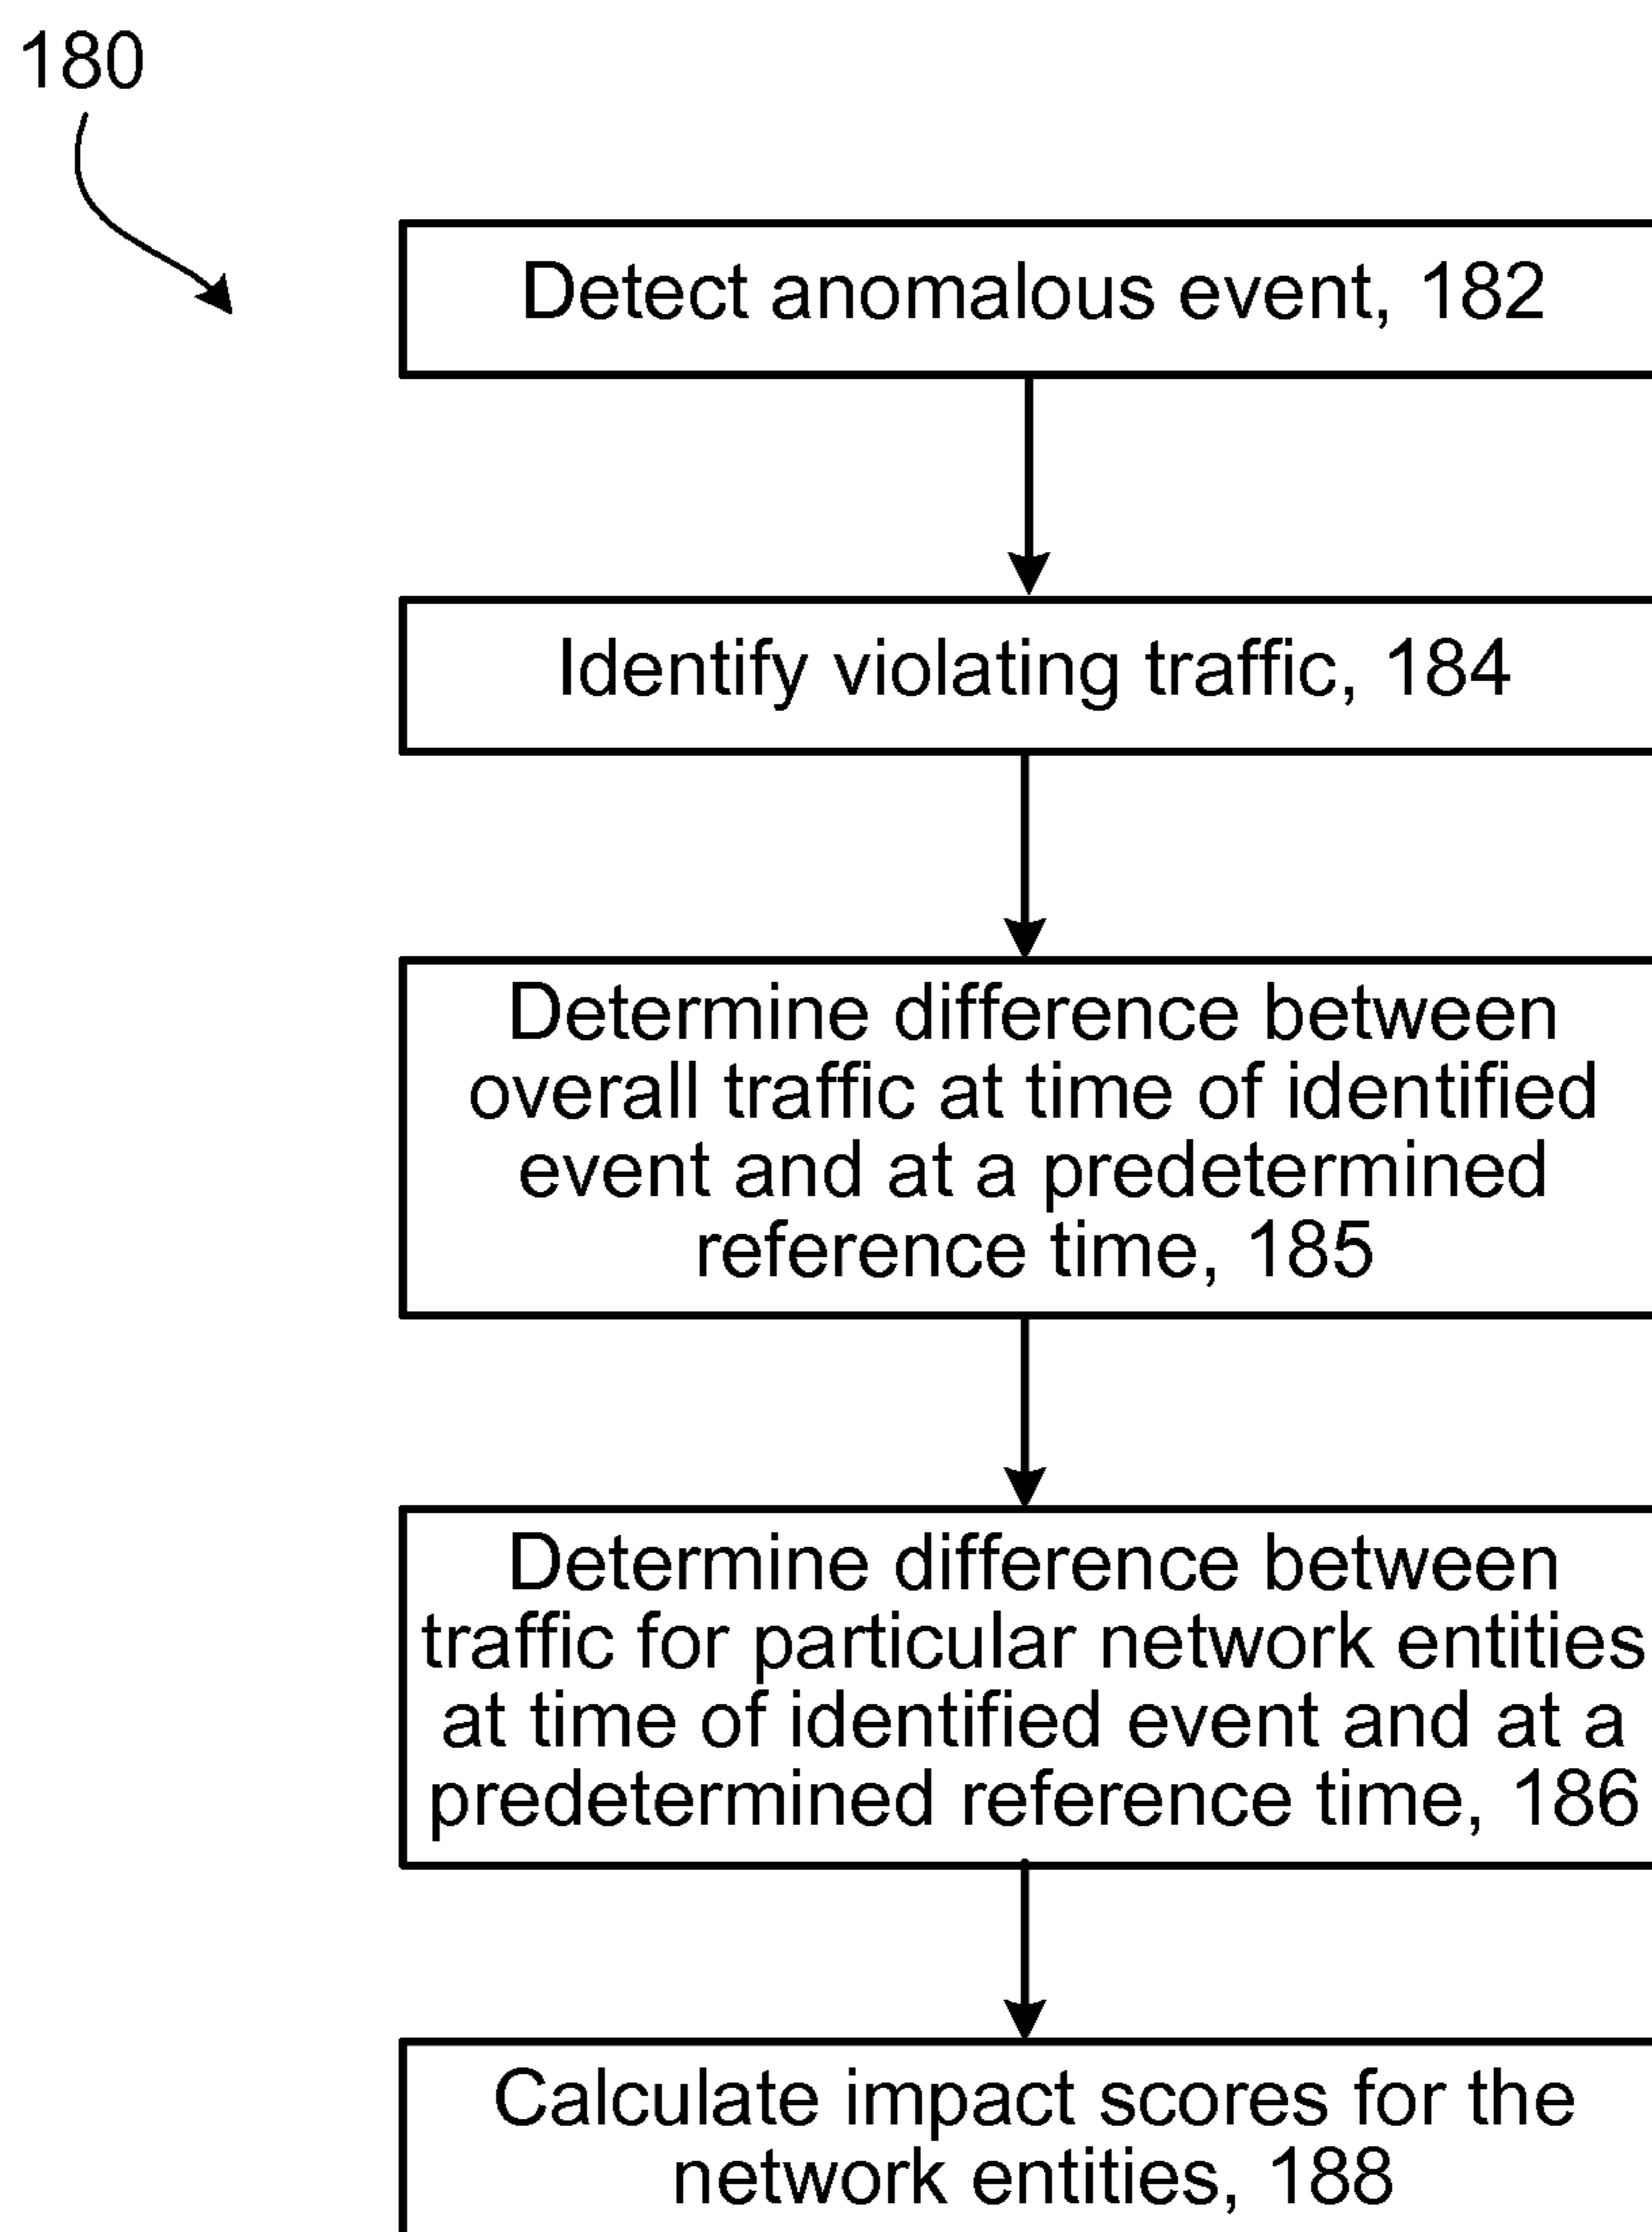 180
Detect anomalous event, 182
Identify violating traffic, 184
Determine difference between
overall traffic at time of identified
event and at a predetermined
reference time, 185
Determine difference between
traffic for particular network entities
at time of identified event and at a
predetermined reference time, 186
Calculate impact scores for the
network entities, 188